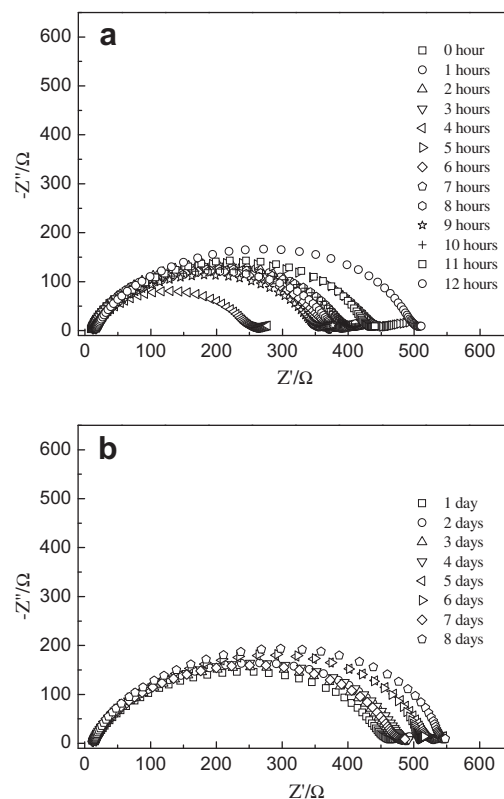 a
600
500
400
300
200
100
0
-Z''/Ω
0 hour
1 hours
2 hours
3 hours
4 hours
5 hours
6 hours
7 hours
8 hours
9 hours
10 hours
11 hours
12 hours
0 100 200 300 400 500 600
Z'/Ω
b
600
500
400
300
200
100
0
-Z''/Ω
1 day
2 days
3 days
4 days
5 days
6 days
7 days
8 days
0 100 200 300 400 500 600
Z'/Ω